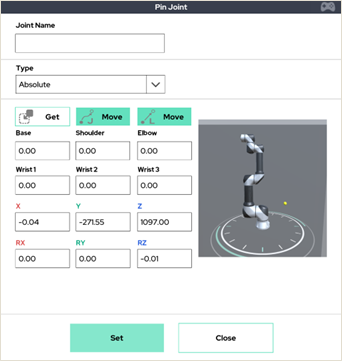 Pin Joint
Joint Name
Type
Absolute
Get Move Move
Base Shoulder Elbow
0.00 0.00 0.00
Wrist 1 Wrist 2 Wrist 3
0.00 0.00 0.00
X Y Z
-0.04 -271.55 1097.00
RX RY RZ
0.00 0.00 -0.01
Set Close